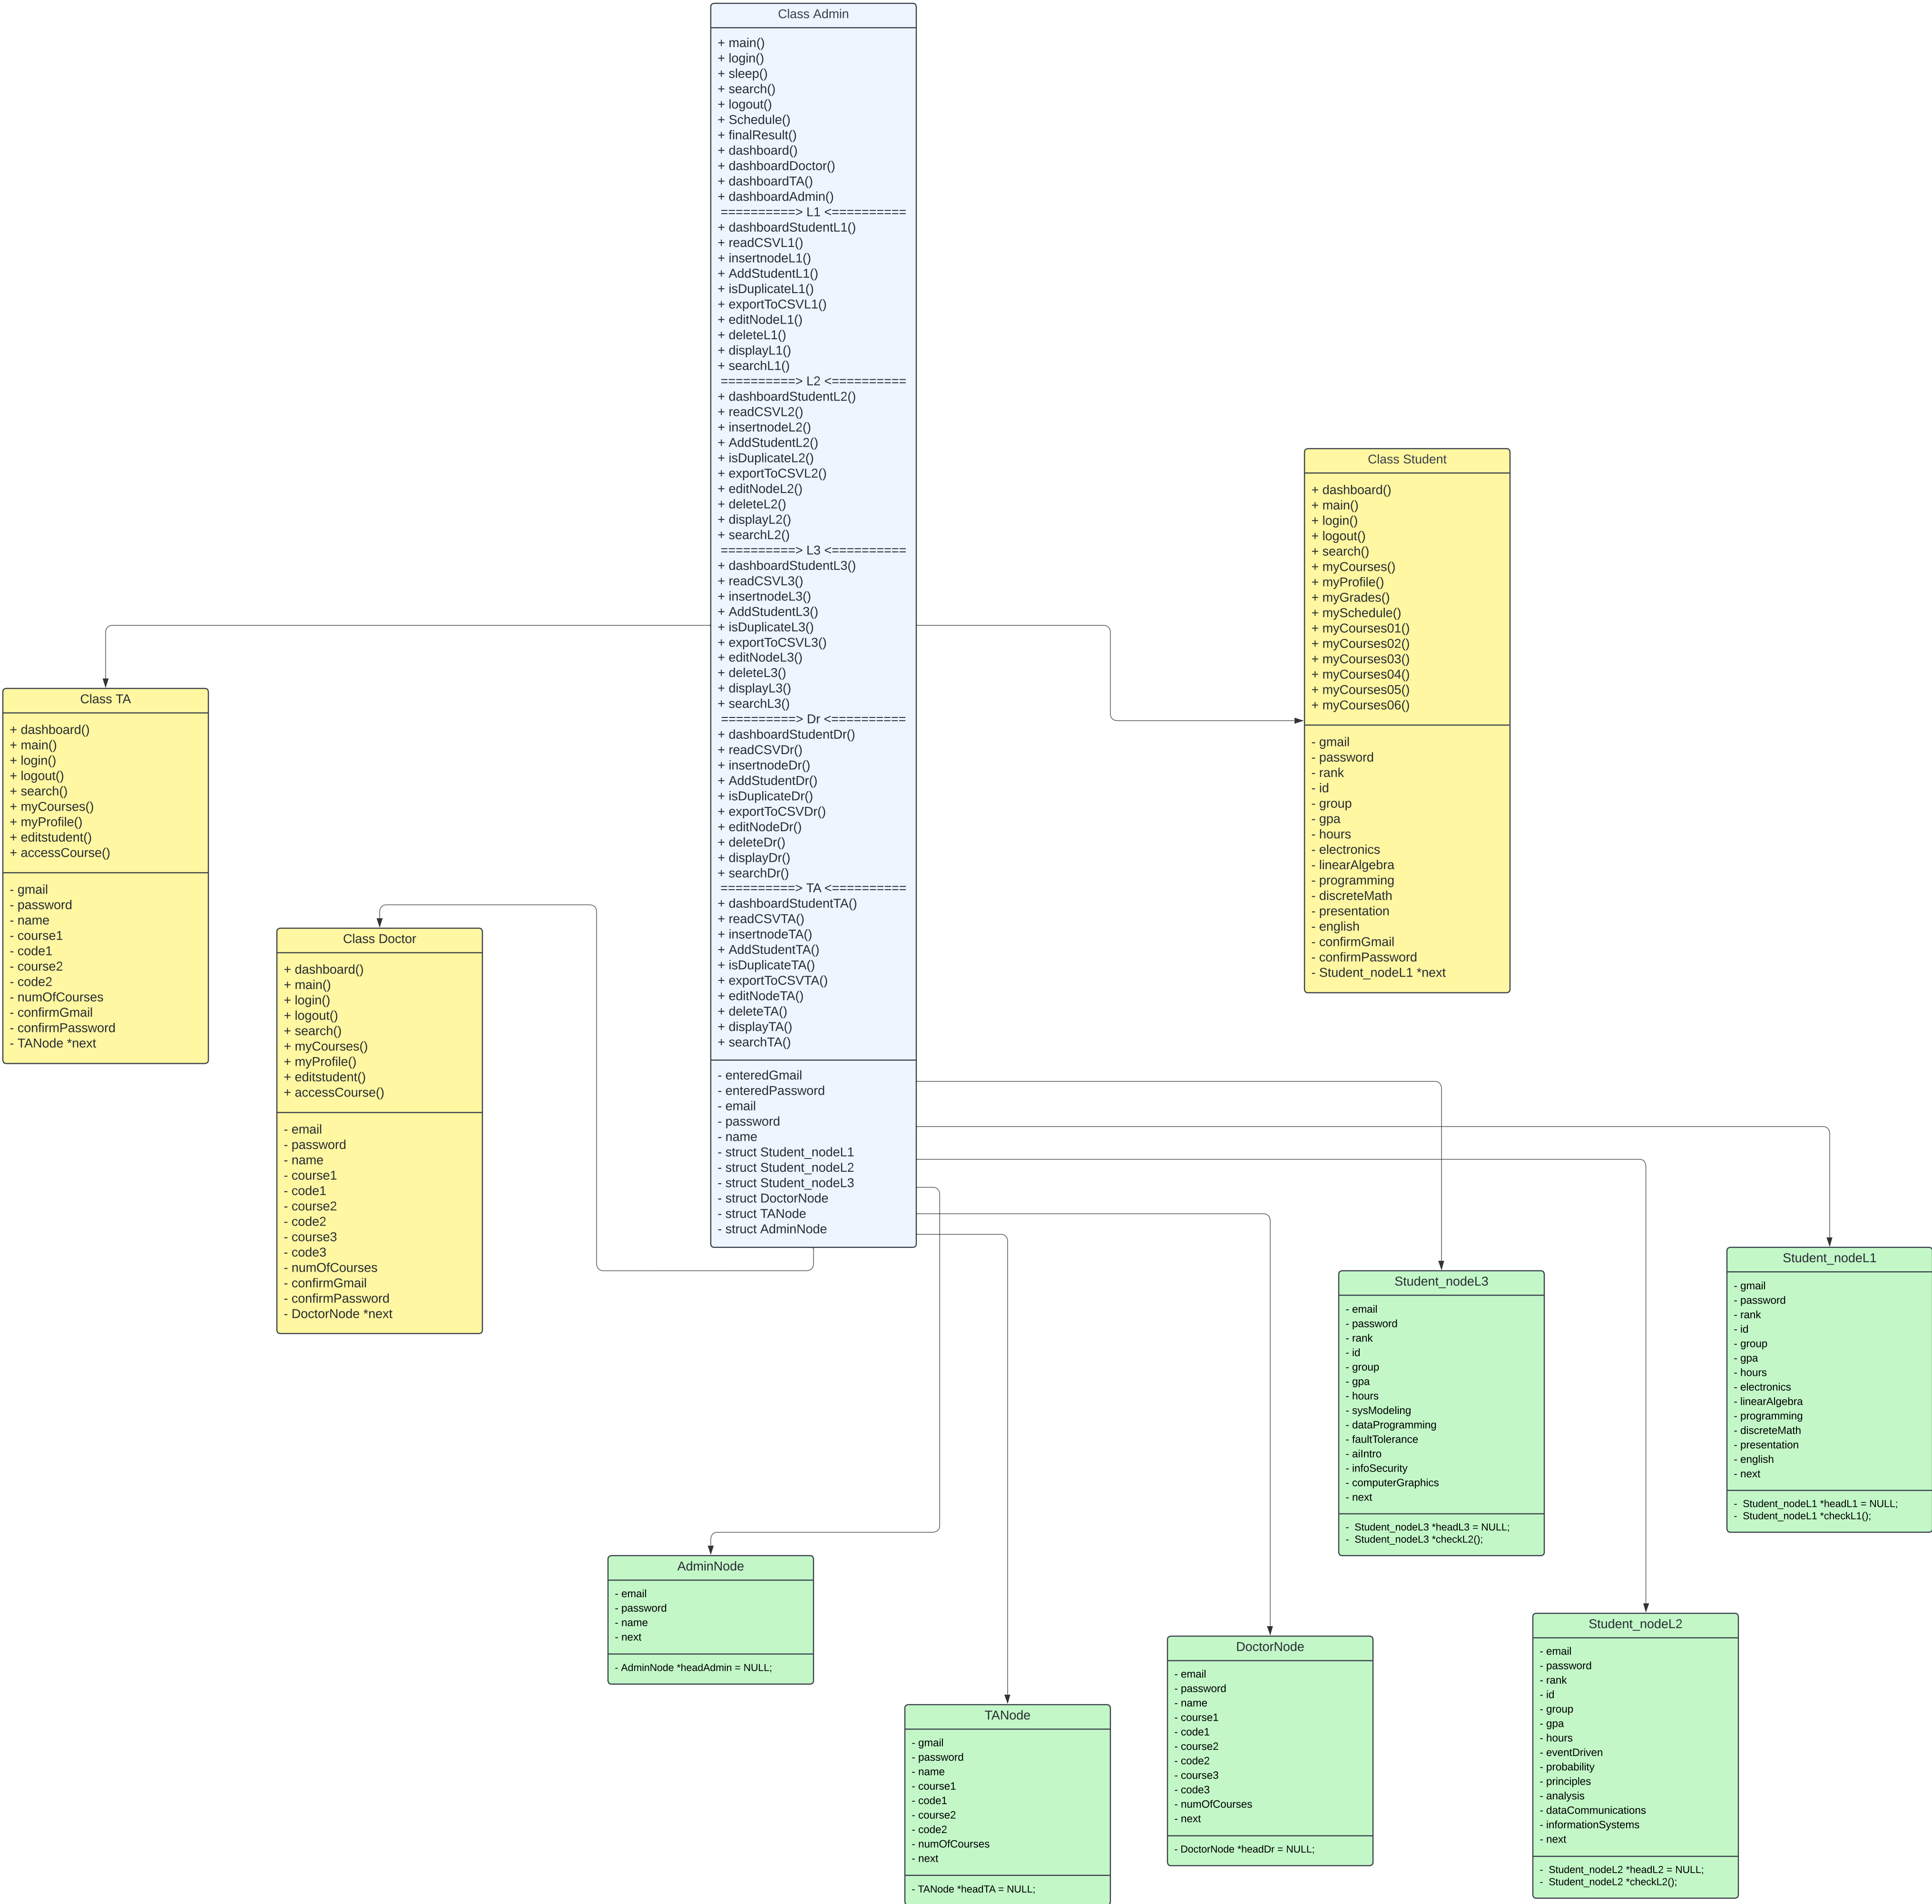 Class Admin
+ main()
+ login()
+ sleep()
+ search()
+ logout()
+ Schedule()
+ finalResult()
+ dashboard()
+ dashboardDoctor()
+ dashboardTA()
+ dashboardAdmin()
==========> L1 <==========
+ dashboardStudentL1()
+ readCSVL1()
+ insertnodeL1()
+ AddStudentL1()
+ isDuplicateL1()
+ exportToCSVL1()
+ editNodeL1()
+ deleteL1()
+ displayL1()
+ searchL1()
==========> L2 <==========
+ dashboardStudentL2()
+ readCSVL2()
+ insertnodeL2()
+ AddStudentL2()
+ isDuplicateL2()
+ exportToCSVL2()
+ editNodeL2()
+ deleteL2()
+ displayL2()
+ searchL2()
==========> L3 <==========
+ dashboardStudentL3()
+ readCSVL3()
+ insertnodeL3()
+ AddStudentL3()
+ isDuplicateL3()
+ exportToCSVL3()
+ editNodeL3()
+ deleteL3()
+ displayL3()
+ searchL3()
==========> Dr <==========
+ dashboardStudentDr()
+ readCSVDr()
+ insertnodeDr()
+ AddStudentDr()
+ isDuplicateDr()
+ exportToCSVDr()
+ editNodeDr()
+ deleteDr()
+ displayDr()
+ searchDr()
==========> TA <==========
+ dashboardStudentTA()
+ readCSVTA()
+ insertnodeTA()
+ AddStudentTA()
+ isDuplicateTA()
+ exportToCSVTA()
+ editNodeTA()
+ deleteTA()
+ displayTA()
+ searchTA()
- enteredGmail
- enteredPassword
- email
- password
- name
- struct Student_nodeL1
- struct Student_nodeL2
- struct Student_nodeL3
- struct DoctorNode
- struct TANode
- struct AdminNode
Class Student
+ dashboard()
+ main()
+ login()
+ logout()
+ search()
+ myCourses()
+ myProfile()
+ myGrades()
+ mySchedule()
+ myCourses01()
+ myCourses02()
+ myCourses03()
+ myCourses04()
+ myCourses05()
+ myCourses06()
- gmail
- password
- rank
- id
- group
- gpa
- hours
- electronics
- linearAlgebra
- programming
- discreteMath
- presentation
- english
- confirmGmail
- confirmPassword
- Student_nodeL1 *next
Class TA
+ dashboard()
+ main()
+ login()
+ logout()
+ search()
+ myCourses()
+ myProfile()
+ editstudent()
+ accessCourse()
- gmail
- password
- name
- course1
- code1
- course2
- code2
- numOfCourses
- confirmGmail
- confirmPassword
- TANode *next
Class Doctor
+ dashboard()
+ main()
+ login()
+ logout()
+ search()
+ myCourses()
+ myProfile()
+ editstudent()
+ accessCourse()
- email
- password
- name
- course1
- code1
- course2
- code2
- course3
- code3
- numOfCourses
- confirmGmail
- confirmPassword
- DoctorNode *next
Student_nodeL1
- gmail
- password
- rank
- id
- group
- gpa
- hours
- electronics
- linearAlgebra
- programming
- discreteMath
- presentation
- english
- next
- Student_nodeL1 *headL1 = NULL;
- Student_nodeL1 *checkL1();
Student_nodeL3
- email
- password
- rank
- id
- group
- gpa
- hours
- sysModeling
- dataProgramming
- faultTolerance
- aiIntro
- infoSecurity
- computerGraphics
- next
- Student_nodeL3 *headL3 = NULL;
- Student_nodeL3 *checkL2();
AdminNode
- email
- password
- name
- next
- AdminNode *headAdmin = NULL;
Student_nodeL2
- email
- password
- rank
- id
- group
- gpa
- hours
- eventDriven
- probability
- principles
- analysis
- dataCommunications
- informationSystems
- next
- Student_nodeL2 *headL2 = NULL;
- Student_nodeL2 *checkL2();
DoctorNode
- email
- password
- name
- course1
- code1
- course2
- code2
- course3
- code3
- numOfCourses
- next
- DoctorNode *headDr = NULL;
TANode
- gmail
- password
- name
- course1
- code1
- course2
- code2
- numOfCourses
- next
- TANode *headTA = NULL;